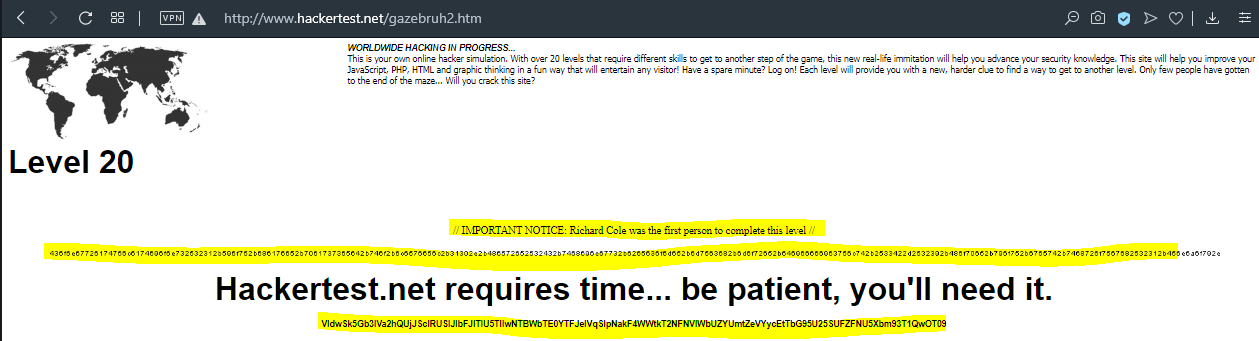 VPN http://www.hackertest.net/gazebruh2.htm
WORLDWIDE HACKING IN PROGRESS...
This is your own online hacker simulation. With over 20 levels that require different skills to get to another step of the game, this new real-life immitation will help you advance your security knowledge. This site will help you improve your
JavaScript, PHP, HTML and graphic thinking in a fun way that will entertain any visitor! Have a spare minute? Log on! Each level will provide you with a new, harder clue to find a way to get to another level. Only few people have gotten
to the end of the maze... Will you crack this site?
Level 20
// IMPORTANT NOTICE: Richard Cole was the first person to complete this level //
Hackertest.net requires time... be patient, you'll need it.